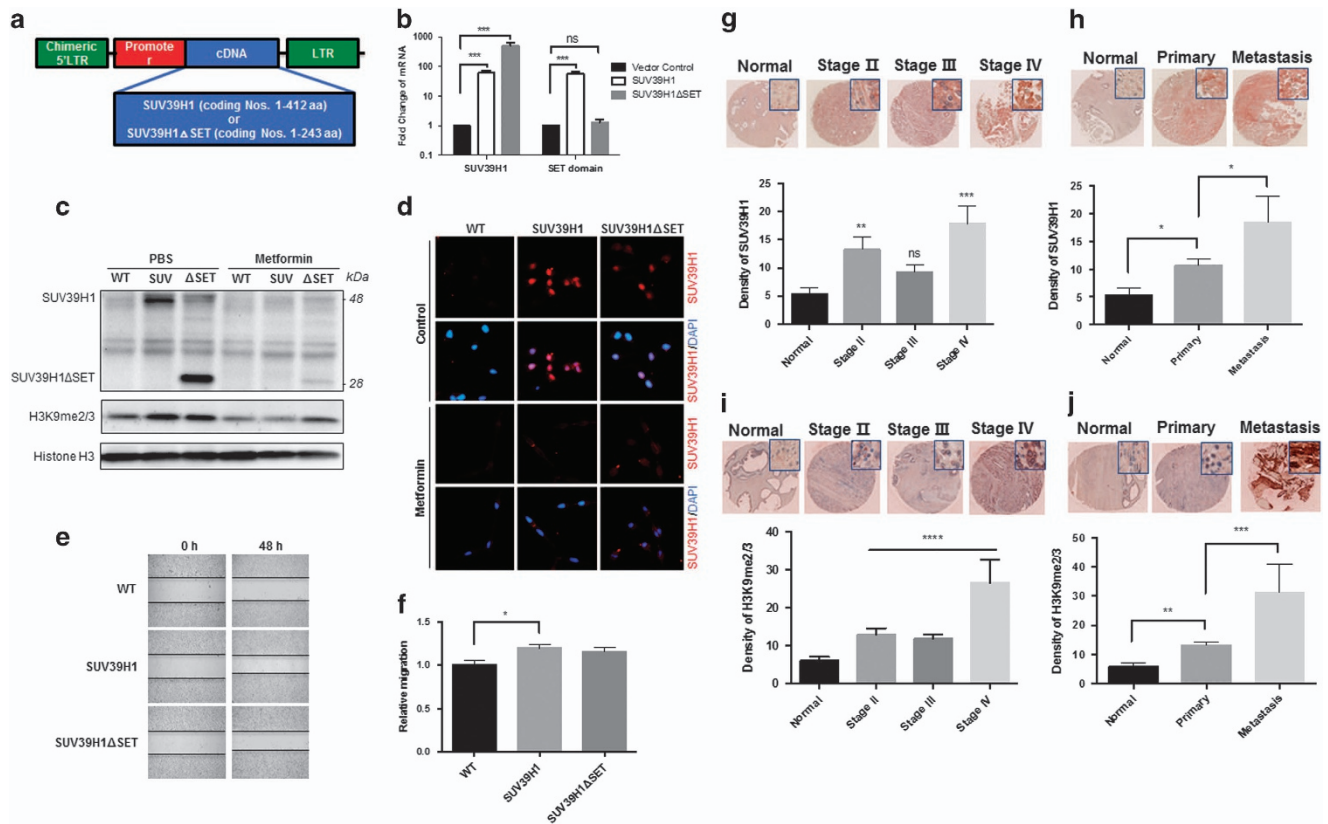 a
Chimeric 5'LTR
Promote r
cDNA
LTR
SUV39H1 (coding Nos. 1-412 aa)
or
SUV39H1ΔSET (coding Nos. 1-243 aa)
b
Fold Change of mRNA
1000
100
10
1
0.1
***
***
ns
***
Vector Control
SUV39H1
SUV39H1ΔSET
SUV39H1
SET domain
c
PBS
Metformin
WT
SUV
ΔSET
WT
SUV
ΔSET
kDa
SUV39H1
48
SUV39H1ΔSET
28
H3K9me2/3
Histone H3
d
WT
SUV39H1
SUV39H1ΔSET
Control
Metformin
SUV39H1
SUV39H1/DAPI
SUV39H1
SUV39H1/DAPI
e
0 h
48 h
WT
SUV39H1
SUV39H1ΔSET
f
Relative migration
1.5
1.0
0.5
0.0
*
WT
SUV39H1
SUV39H1ΔSET
g
Normal
Stage II
Stage III
Stage IV
Density of SUV39H1
25
20
15
10
5
0
**
ns
***
Normal
Stage II
Stage III
Stage IV
h
Normal
Primary
Metastasis
Density of SUV39H1
25
20
15
10
5
0
*
*
Normal
Primary
Metastasis
i
Normal
Stage II
Stage III
Stage IV
Density of H3K9me2/3
40
30
20
10
0
****
Normal
Stage II
Stage III
Stage IV
j
Normal
Primary
Metastasis
Density of H3K9me2/3
50
40
30
20
10
0
**
***
Normal
Primary
Metastasis